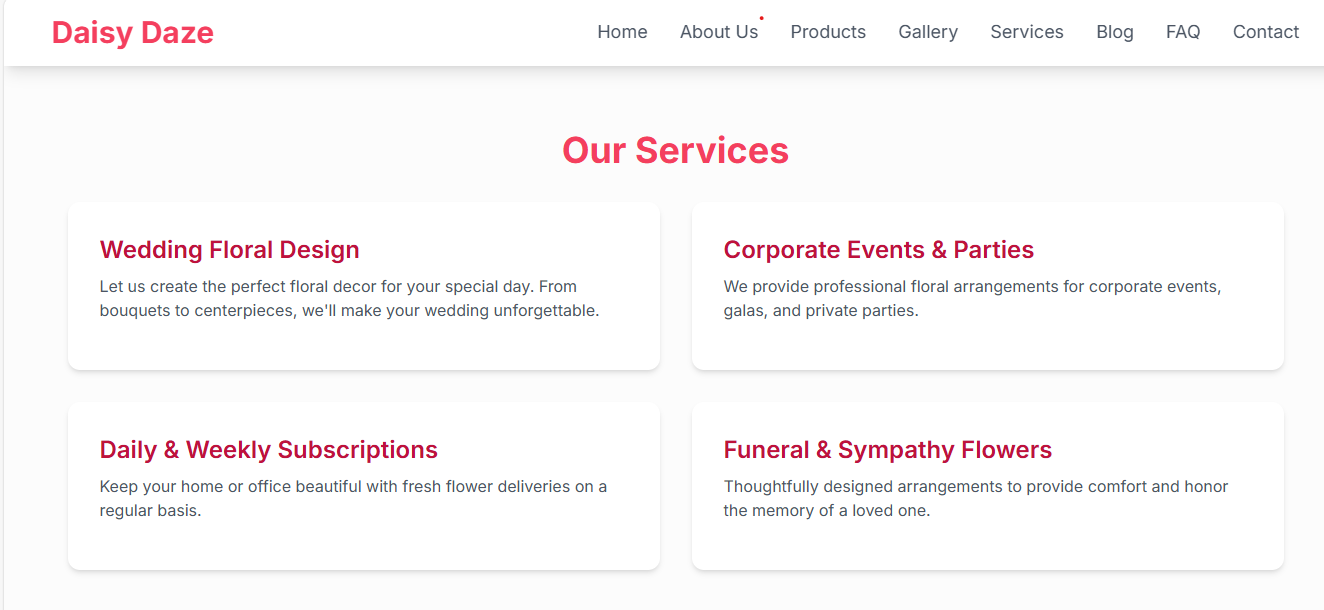 Daisy Daze
Home
About Us
Products
Gallery
Services
Blog
FAQ
Contact
Our Services
Wedding Floral Design
Let us create the perfect floral decor for your special day. From
bouquets to centerpieces, we'll make your wedding unforgettable.
Corporate Events & Parties
We provide professional floral arrangements for corporate events,
galas, and private parties.
Daily & Weekly Subscriptions
Keep your home or office beautiful with fresh flower deliveries on a
regular basis.
Funeral & Sympathy Flowers
Thoughtfully designed arrangements to provide comfort and honor
the memory of a loved one.